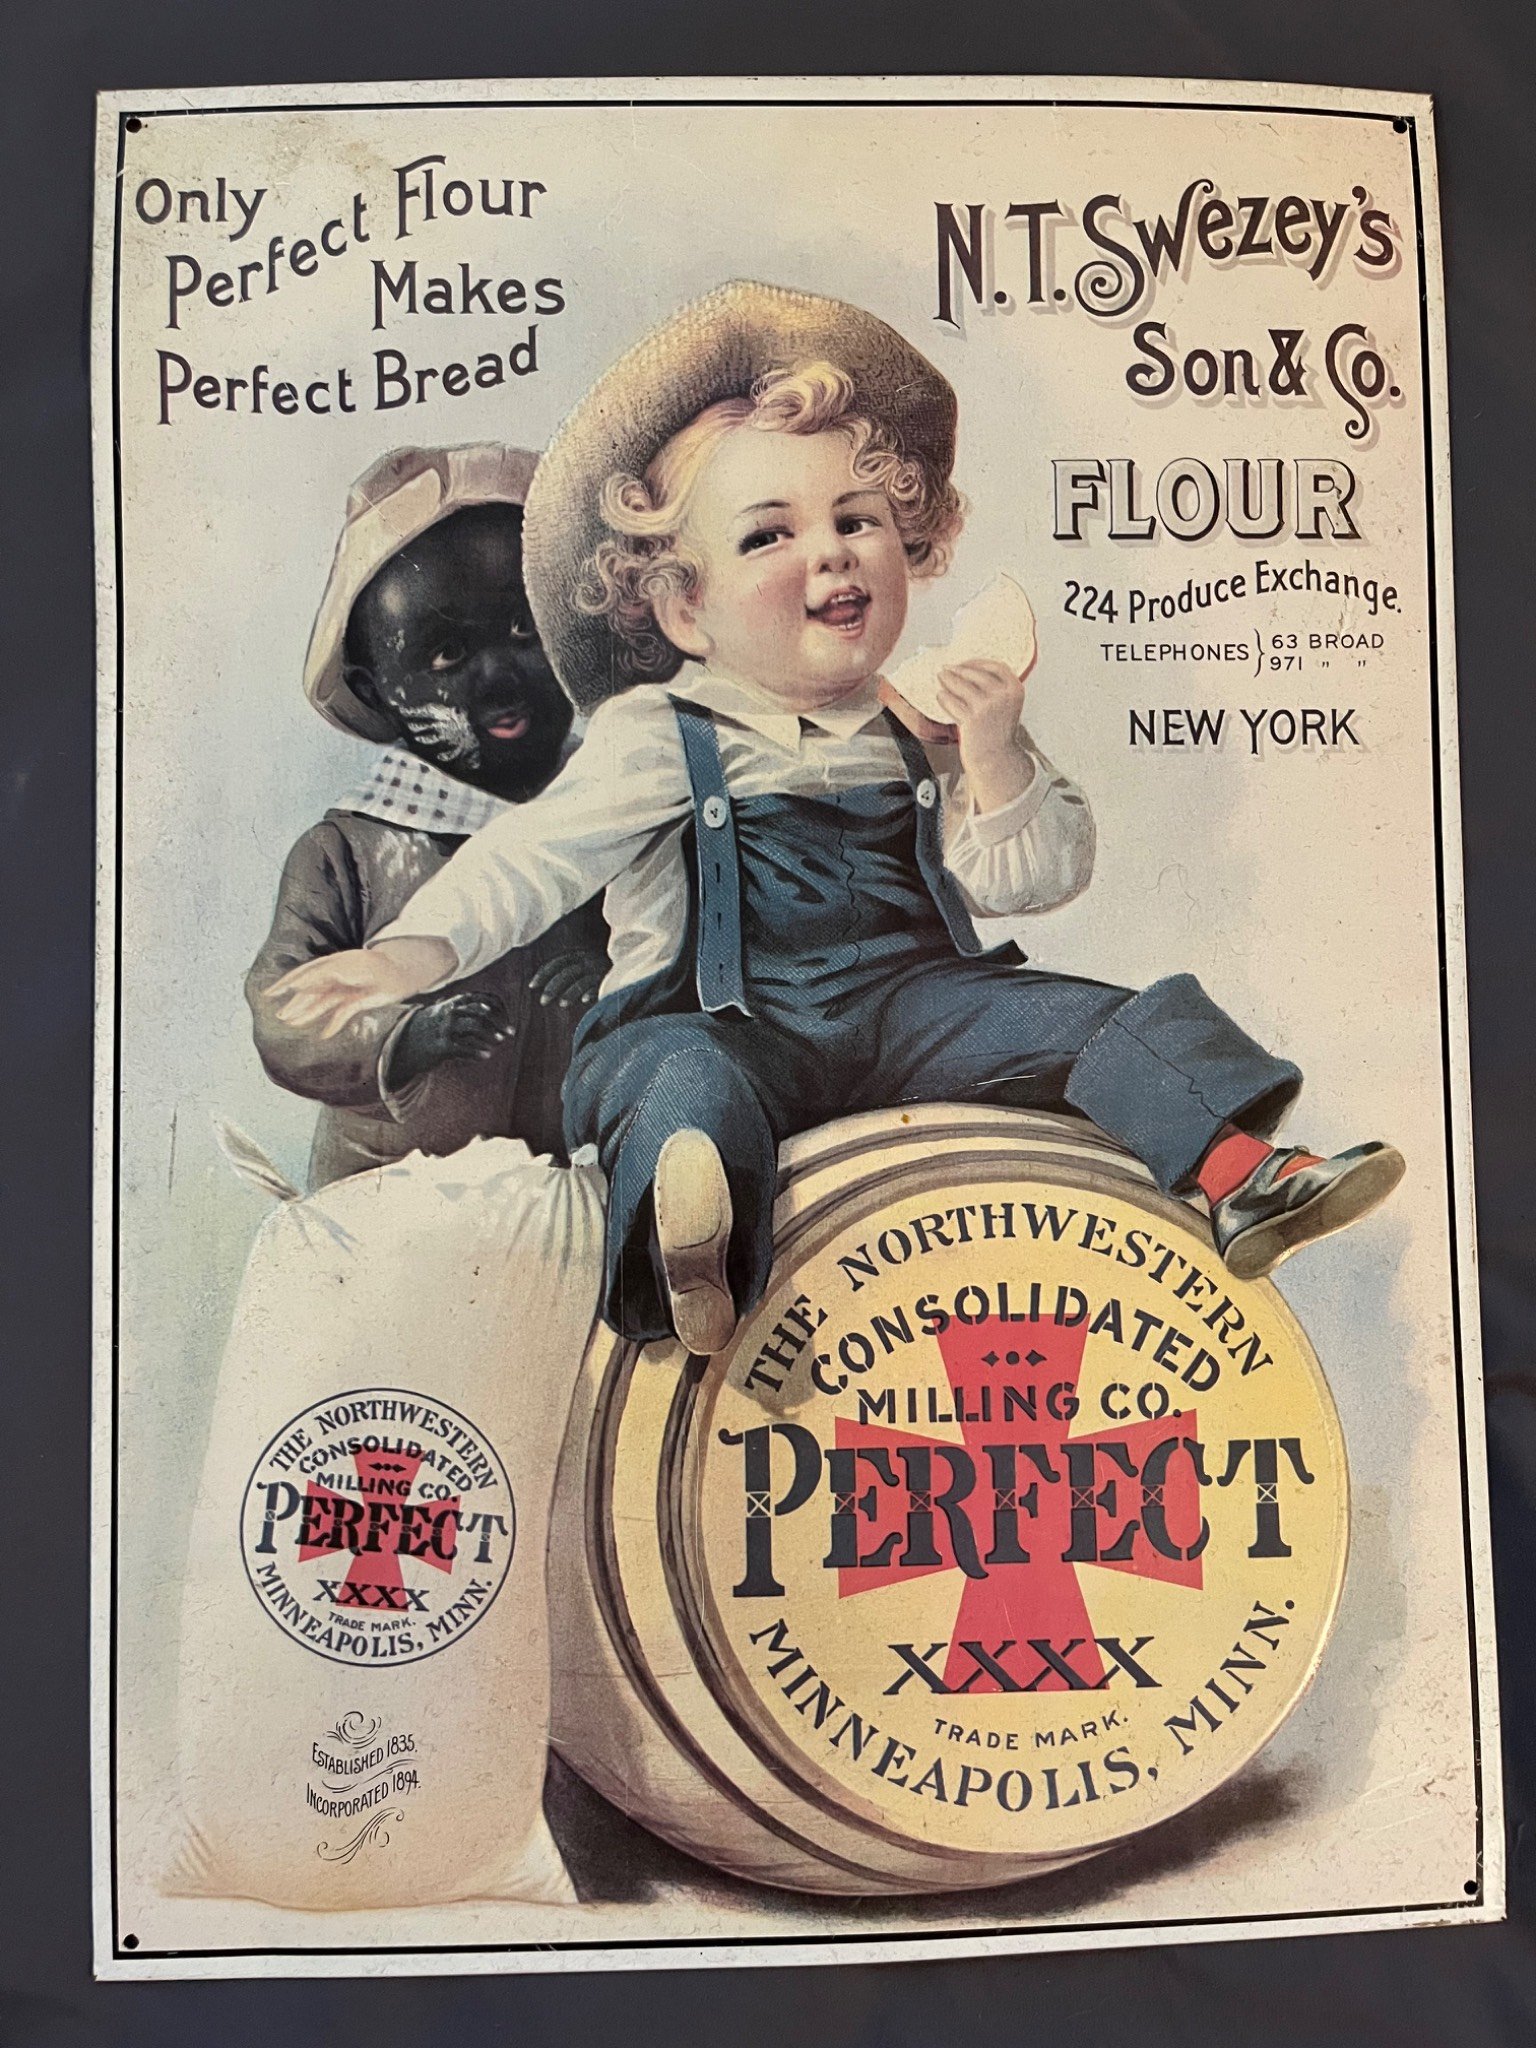 Only
Perfect Flour
Makes
Perfect Bread
N.T. Swezey's
Son & Co.
FLOUR
224 Produce Exchange.
TELEPHONES } 63 BROAD
971 " "
NEW YORK
THE NORTHWESTERN
CONSOLIDATED
MILLING CO.
PERFECT
XXXX
TRADE MARK.
MINNEAPOLIS, MINN.
THE NORTHWESTERN
CONSOLIDATED
MILLING CO.
PERFECT
XXXX
TRADE MARK.
MINNEAPOLIS, MINN.
ESTABLISHED 1835.
INCORPORATED 1894.